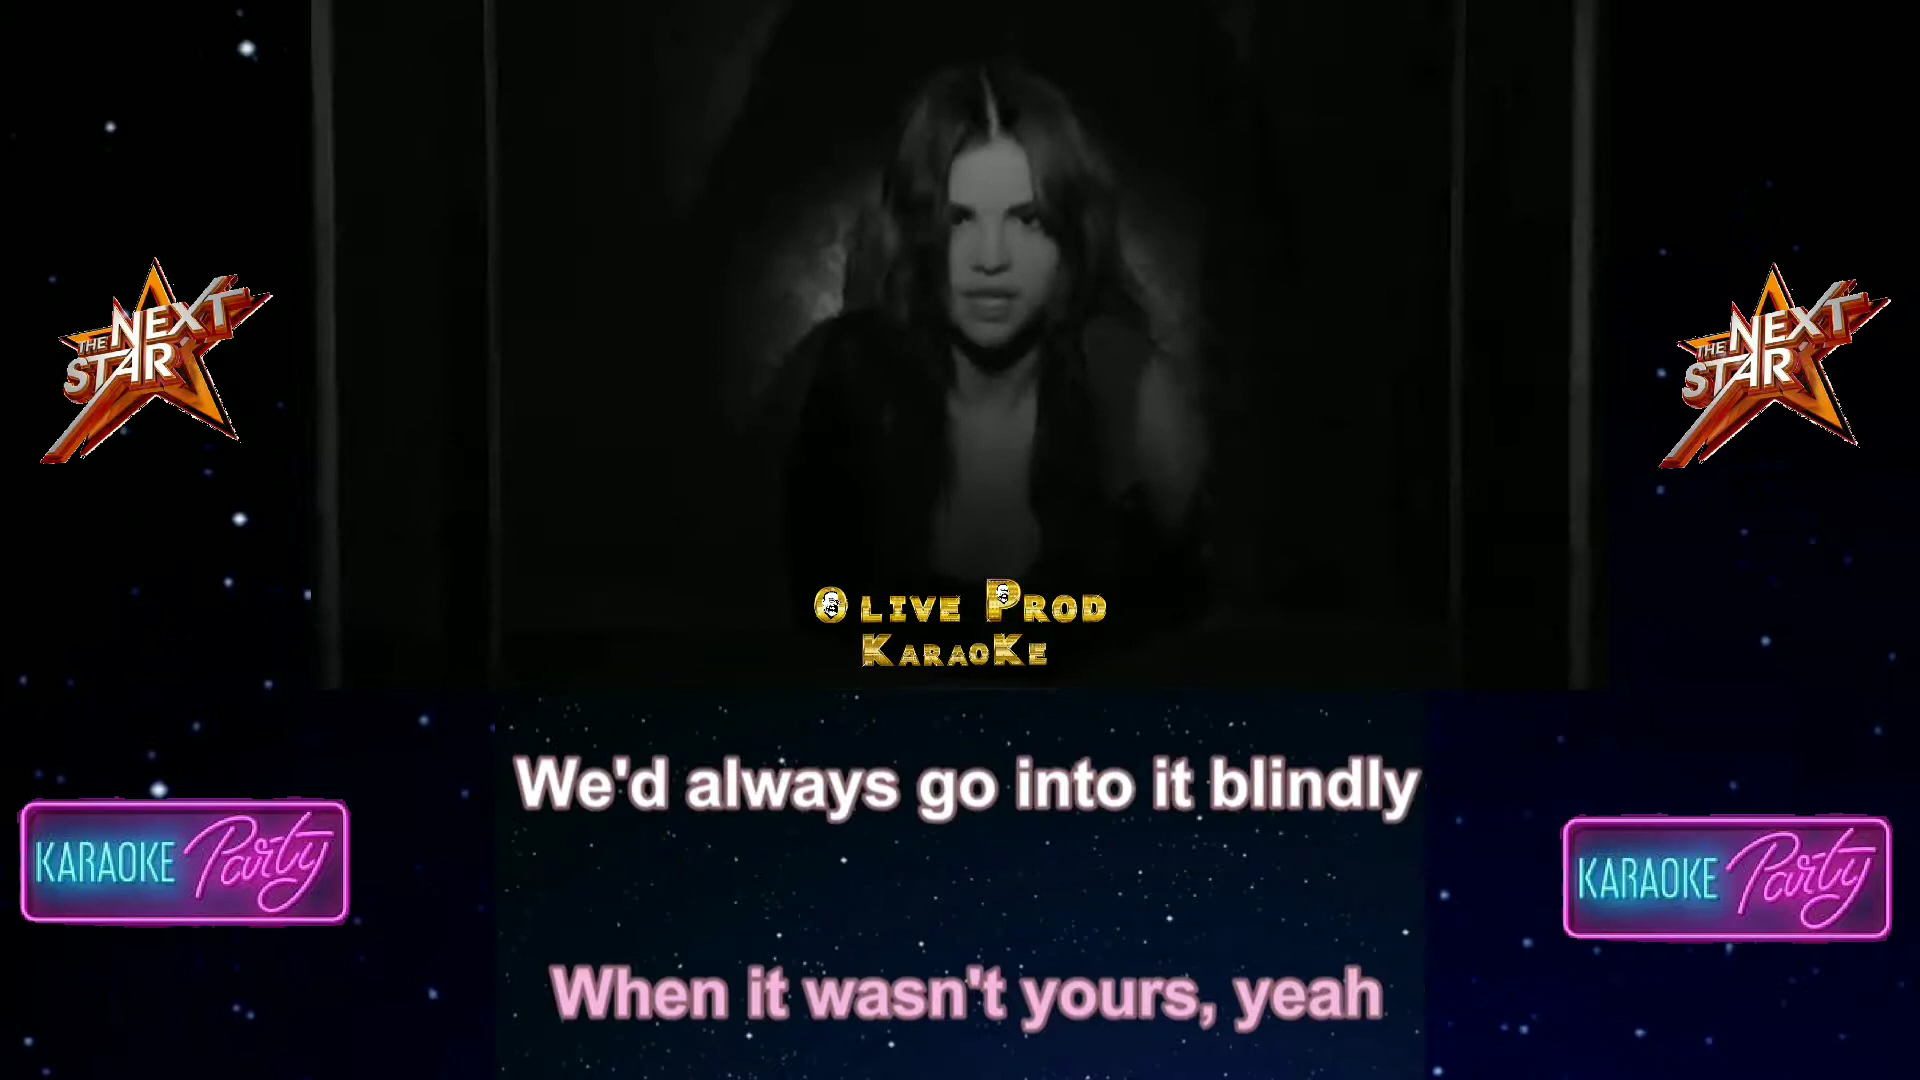 THE NEXT
STAR
THE NEXT
STAR
OLIVE PROD
KARAOKE
We'd always go into it blindly
KARAOKE Party
KARAOKE Party
When it wasn't yours, yeah